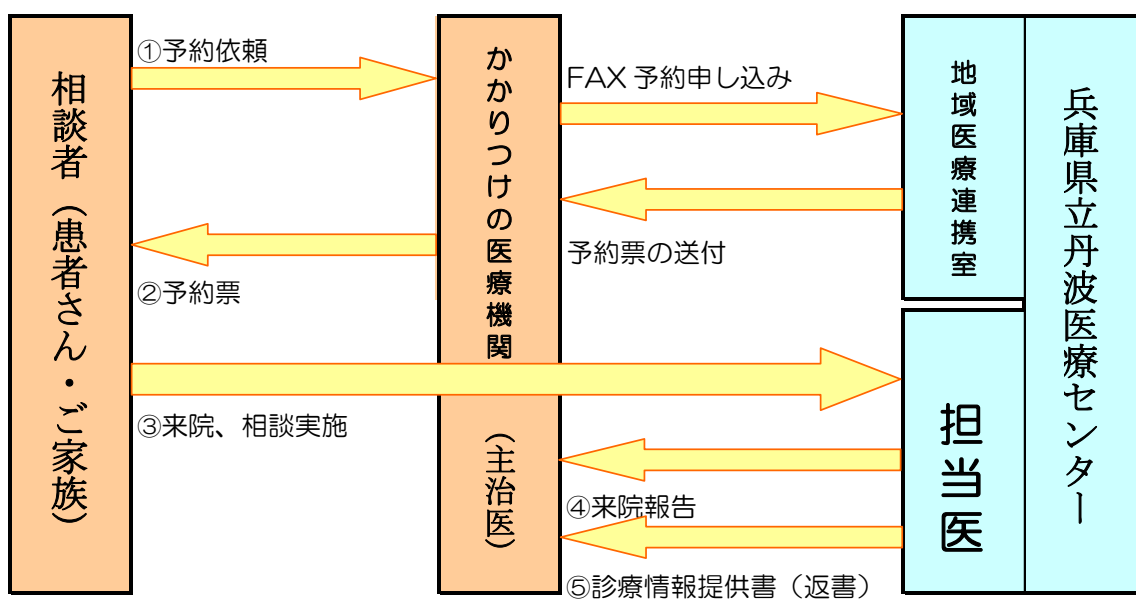 相談者（患者さん・ご家族）
①予約依頼
②予約票
③来院、相談実施
かかりつけの医療機関
（主治医）
FAX予約申し込み
予約票の送付
④来院報告
⑤診療情報提供書（返書）
地域医療連携室
担当医
兵庫県立丹波医療センター